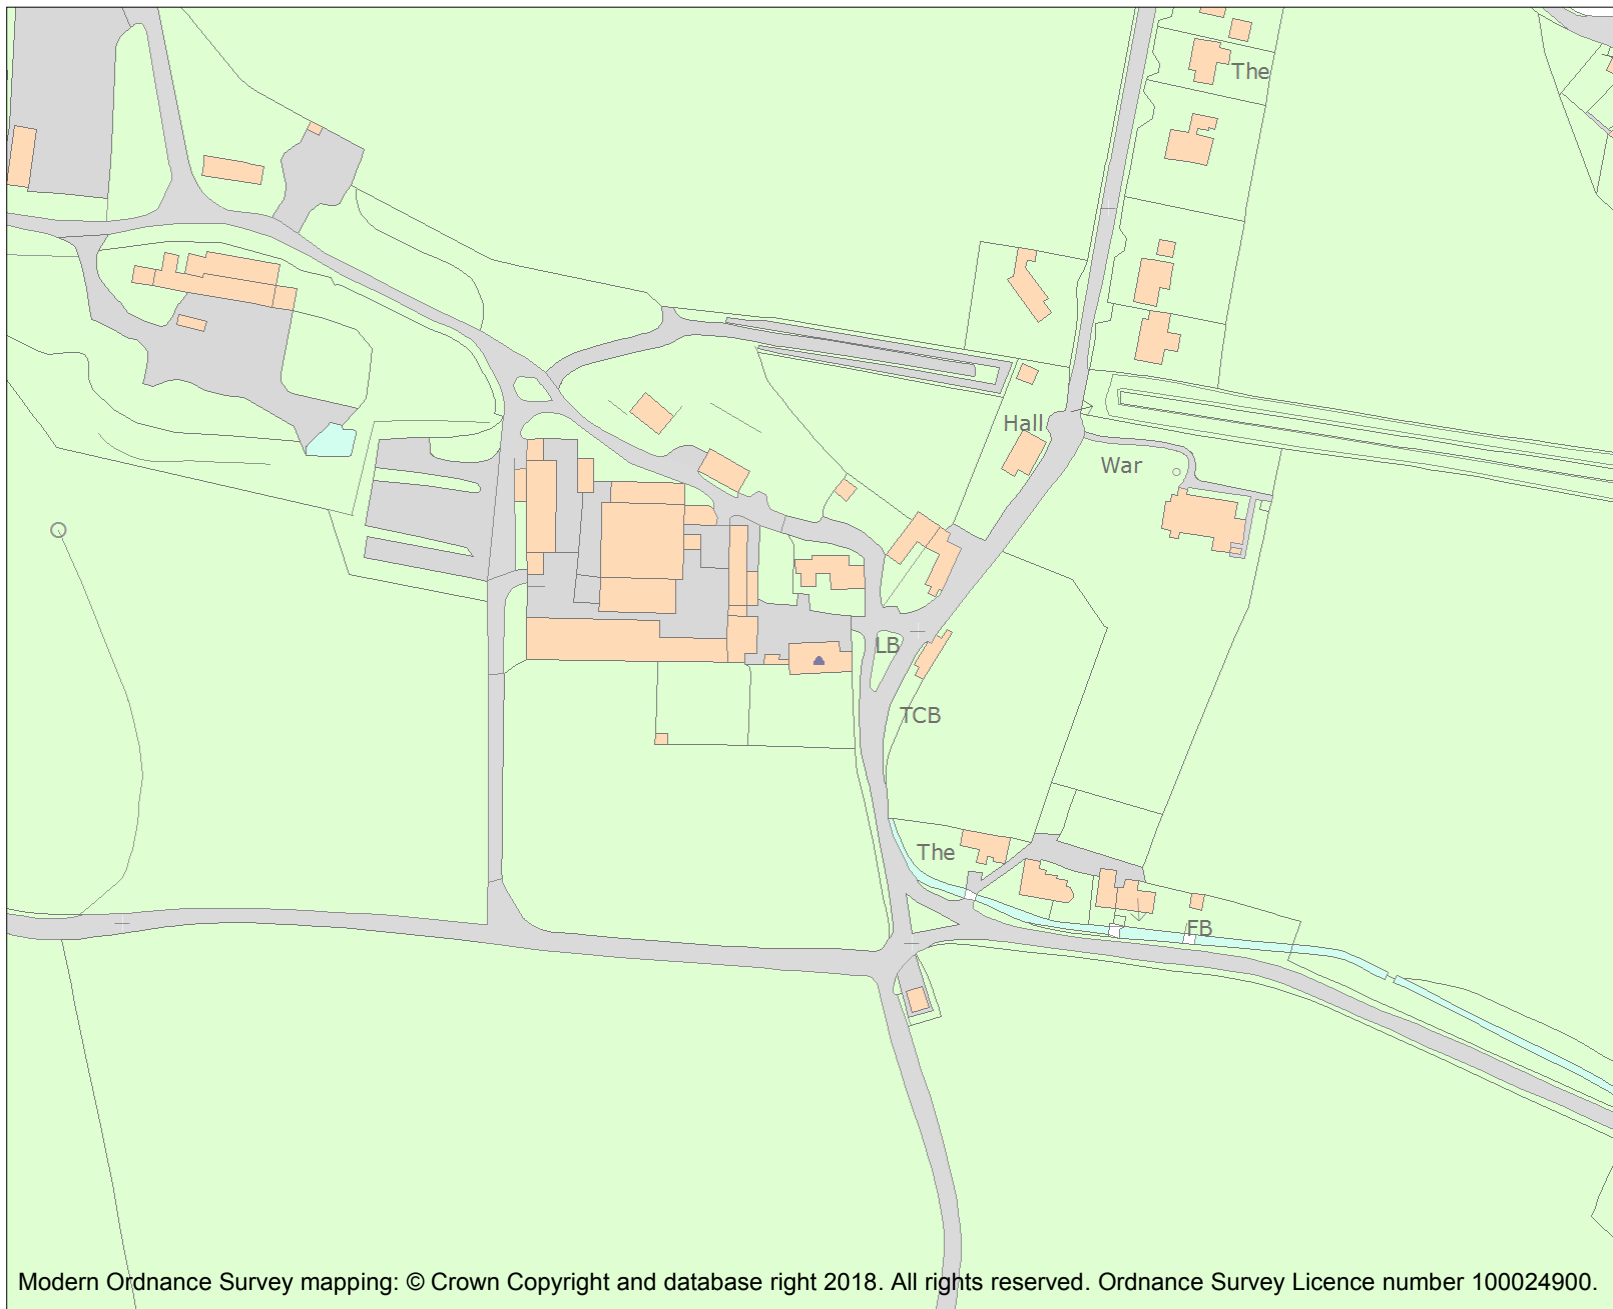 The
Hall
War
LB
TCB
The
FB
Modern Ordnance Survey mapping: © Crown Copyright and database right 2018. All rights reserved. Ordnance Survey Licence number 100024900.